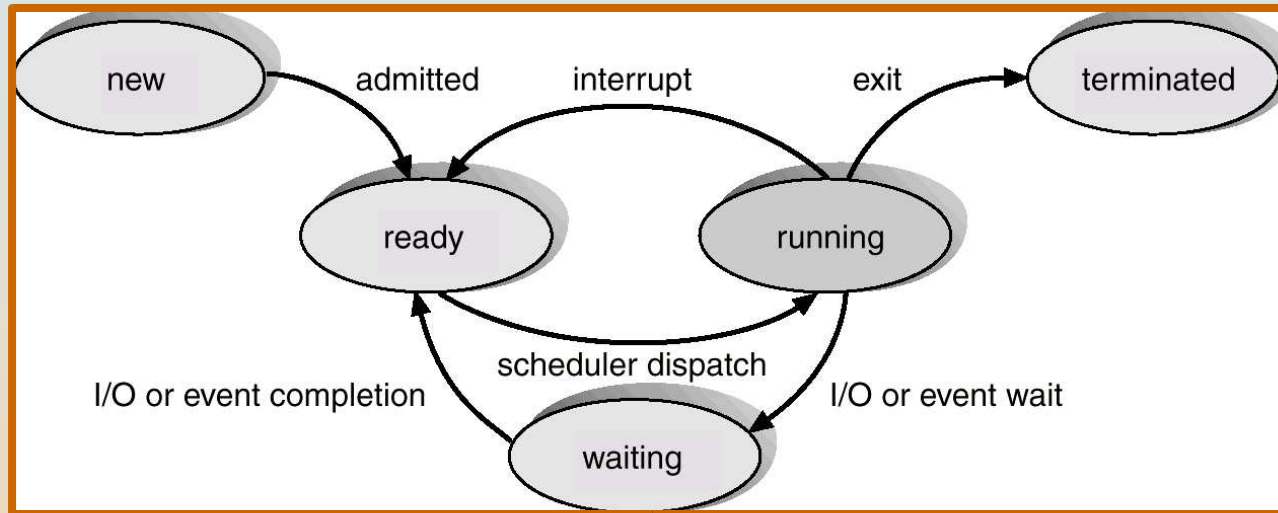 new
admitted
interrupt
exit
terminated
ready
running
scheduler dispatch
I/O or event completion
I/O or event wait
waiting